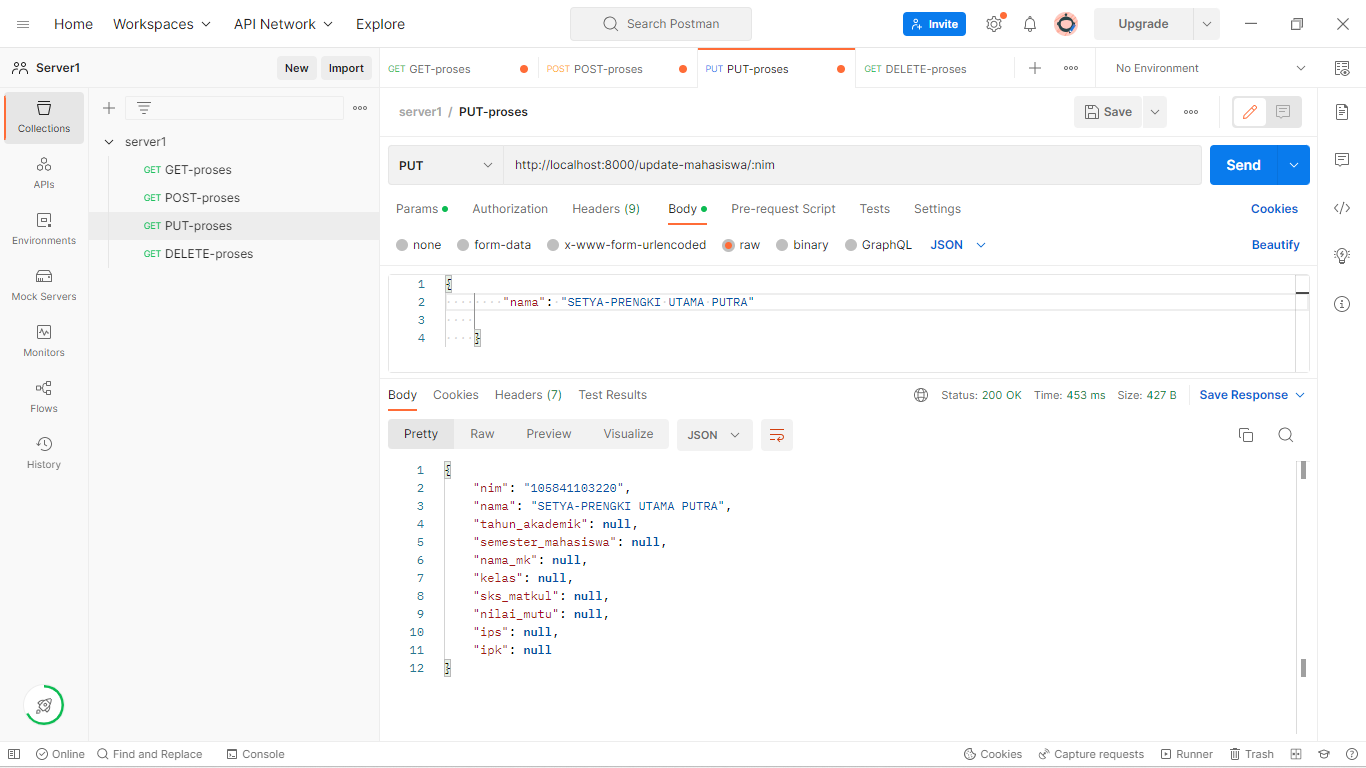 Home Workspaces API Network Explore Search Postman Invite Upgrade
Server1 New Import
GET GET-proses POST POST-proses PUT PUT-proses GET DELETE-proses No Environment
Collections
APIs
Environments
Mock Servers
Monitors
Flows
History
server1
GET GET-proses
GET POST-proses
GET PUT-proses
GET DELETE-proses
server1 / PUT-proses Save
PUT http://localhost:8000/update-mahasiswa/:nim Send
Params Authorization Headers (9) Body Pre-request Script Tests Settings Cookies
none form-data x-www-form-urlencoded raw binary GraphQL JSON Beautify
1 {
2 "nama": "SETYA-PRENGKI UTAMA PUTRA"
3
4 }
Body Cookies Headers (7) Test Results Status: 200 OK Time: 453 ms Size: 427 B Save Response
Pretty Raw Preview Visualize JSON
1 {
2 "nim": "105841103220",
3 "nama": "SETYA-PRENGKI UTAMA PUTRA",
4 "tahun_akademik": null,
5 "semester_mahasiswa": null,
6 "nama_mk": null,
7 "kelas": null,
8 "sks_matkul": null,
9 "nilai_mutu": null,
10 "ips": null,
11 "ipk": null
12 }
Online Find and Replace Console Cookies Capture requests Runner Trash